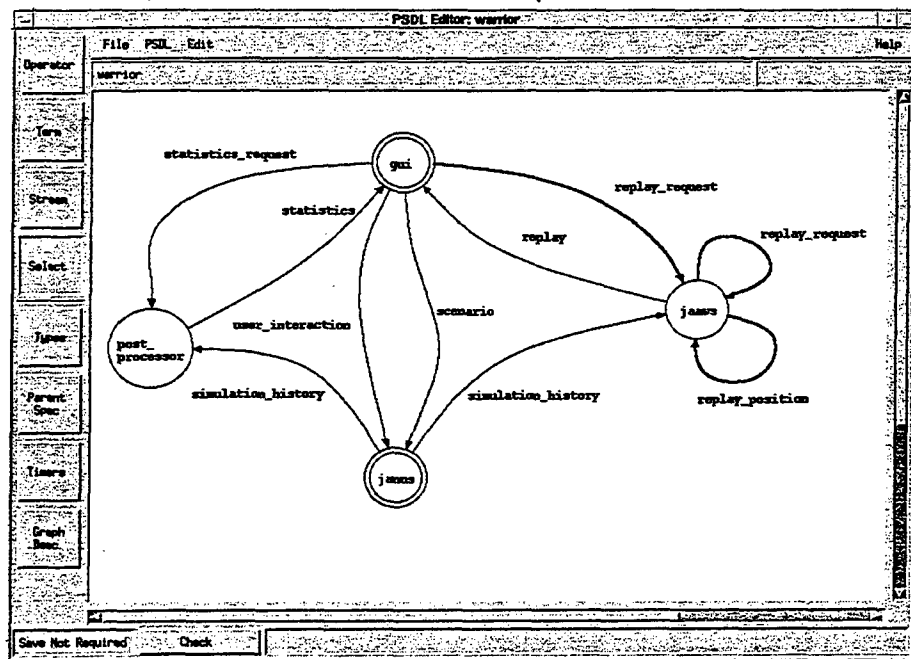 PSDL Editor: warrior
File PSDL Edit
Help
Operator
warrior
Term
Stream
Select
Types
Parent
Spec
Timers
Graph
Desc
gui
statistics_request
statistics
replay_request
replay
replay_request
user_interaction
scenario
jaaws
post_
processor
simulation_history
simulation_history
replay_position
janus
Save Not Required
Check